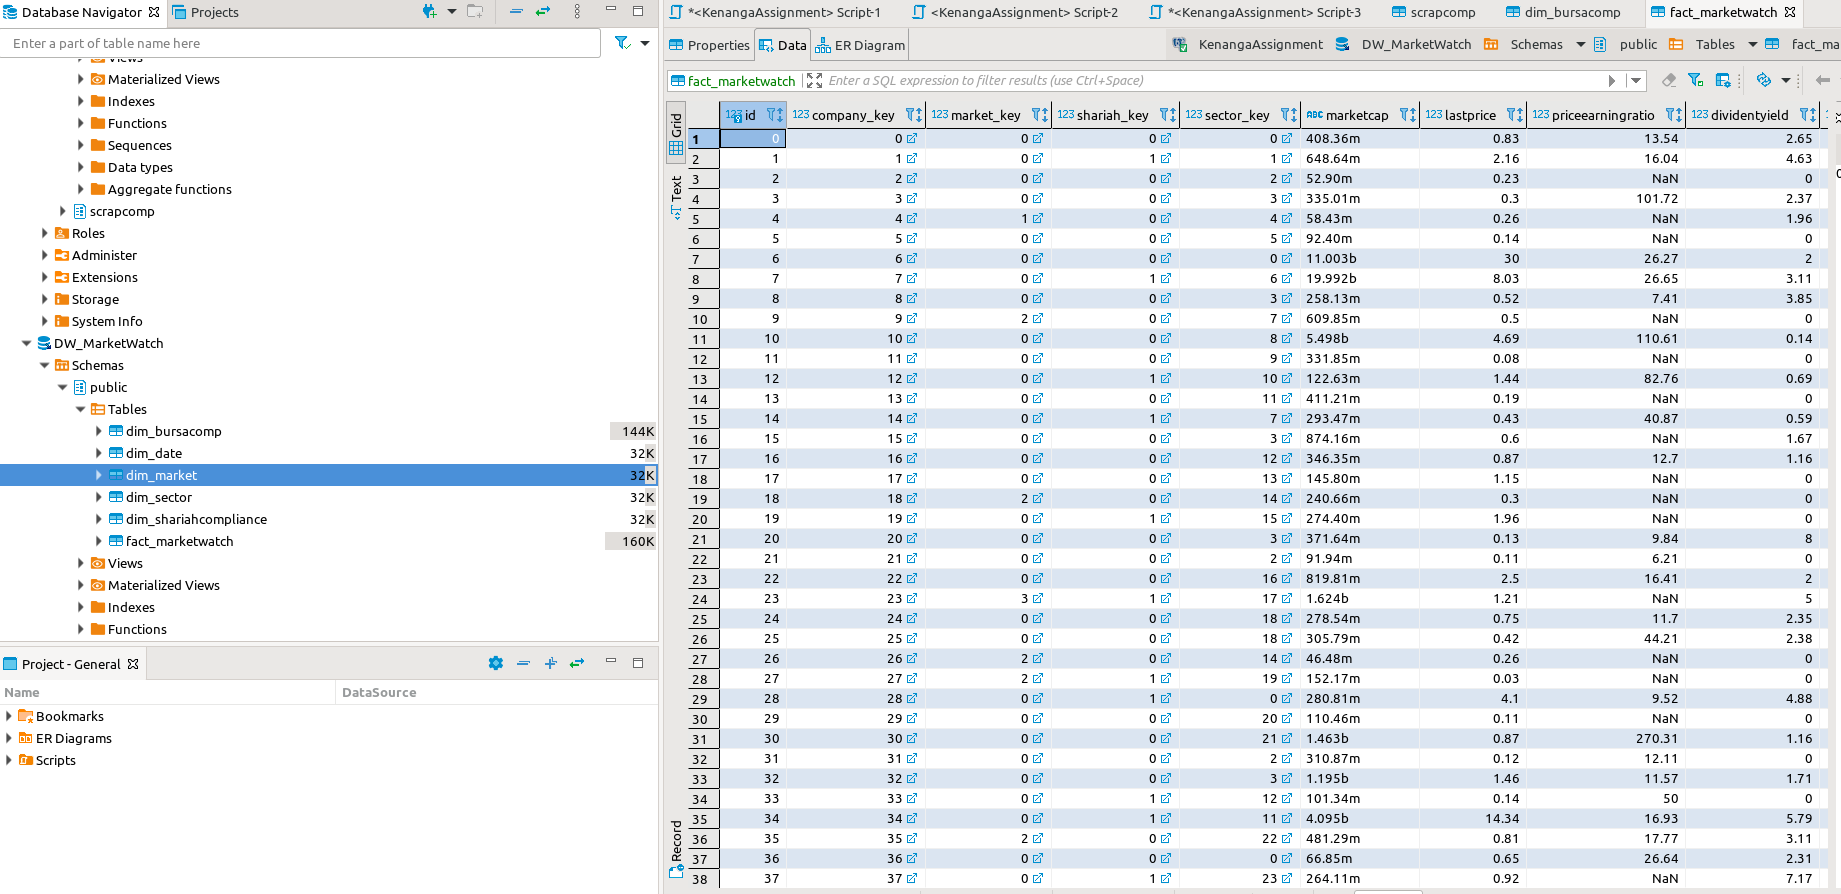 Database Navigator
Projects
Enter a part of table name here
Views
Materialized Views
Indexes
Functions
Sequences
Data types
Aggregate functions
scrapcomp
Roles
Administer
Extensions
Storage
System Info
DW_MarketWatch
Schemas
public
Tables
dim_bursacomp 144K
dim_date 32K
dim_market 32K
dim_sector 32K
dim_shariahcompliance 32K
fact_marketwatch 160K
Views
Materialized Views
Indexes
Functions
Project - General
Name DataSource
Bookmarks
ER Diagrams
Scripts
*<KenangaAssignment> Script-1 <KenangaAssignment> Script-2 *<KenangaAssignment> Script-3 scrapcomp dim_bursacomp fact_marketwatch
Properties Data ER Diagram KenangaAssignment DW_MarketWatch Schemas public Tables fact_ma
fact_marketwatch Enter a SQL expression to filter results (use Ctrl+Space)
Grid
Text
Record
123 id 123 company_key 123 market_key 123 shariah_key 123 sector_key ABC marketcap 123 lastprice 123 priceearningratio 123 dividentyield
1 0 0 0 0 0 408.36m 0.83 13.54 2.65
2 1 1 0 1 1 648.64m 2.16 16.04 4.63
3 2 2 0 0 2 52.90m 0.23 NaN 0
4 3 3 0 0 3 335.01m 0.3 101.72 2.37
5 4 4 1 0 4 58.43m 0.26 NaN 1.96
6 5 5 0 0 5 92.40m 0.14 NaN 0
7 6 6 0 0 0 11.003b 30 26.27 2
8 7 7 0 1 6 19.992b 8.03 26.65 3.11
9 8 8 0 0 3 258.13m 0.52 7.41 3.85
10 9 9 2 0 7 609.85m 0.5 NaN 0
11 10 10 0 0 8 5.498b 4.69 110.61 0.14
12 11 11 0 0 9 331.85m 0.08 NaN 0
13 12 12 0 1 10 122.63m 1.44 82.76 0.69
14 13 13 0 0 11 411.21m 0.19 NaN 0
15 14 14 0 1 7 293.47m 0.43 40.87 0.59
16 15 15 0 0 3 874.16m 0.6 NaN 1.67
17 16 16 0 0 12 346.35m 0.87 12.7 1.16
18 17 17 0 0 13 145.80m 1.15 NaN 0
19 18 18 2 0 14 240.66m 0.3 NaN 0
20 19 19 0 1 15 274.40m 1.96 NaN 0
21 20 20 0 0 3 371.64m 0.13 9.84 8
22 21 21 0 0 2 91.94m 0.11 6.21 0
23 22 22 0 0 16 819.81m 2.5 16.41 2
24 23 23 3 1 17 1.624b 1.21 NaN 5
25 24 24 0 0 18 278.54m 0.75 11.7 2.35
26 25 25 0 0 18 305.79m 0.42 44.21 2.38
27 26 26 2 0 14 46.48m 0.26 NaN 0
28 27 27 2 1 19 152.17m 0.03 NaN 0
29 28 28 0 1 0 280.81m 4.1 9.52 4.88
30 29 29 0 0 20 110.46m 0.11 NaN 0
31 30 30 0 0 21 1.463b 0.87 270.31 1.16
32 31 31 0 0 2 310.87m 0.12 12.11 0
33 32 32 0 0 3 1.195b 1.46 11.57 1.71
34 33 33 0 1 12 101.34m 0.14 50 0
35 34 34 0 1 11 4.095b 14.34 16.93 5.79
36 35 35 2 0 22 481.29m 0.81 17.77 3.11
37 36 36 0 0 0 66.85m 0.65 26.64 2.31
38 37 37 0 1 23 264.11m 0.92 NaN 7.17